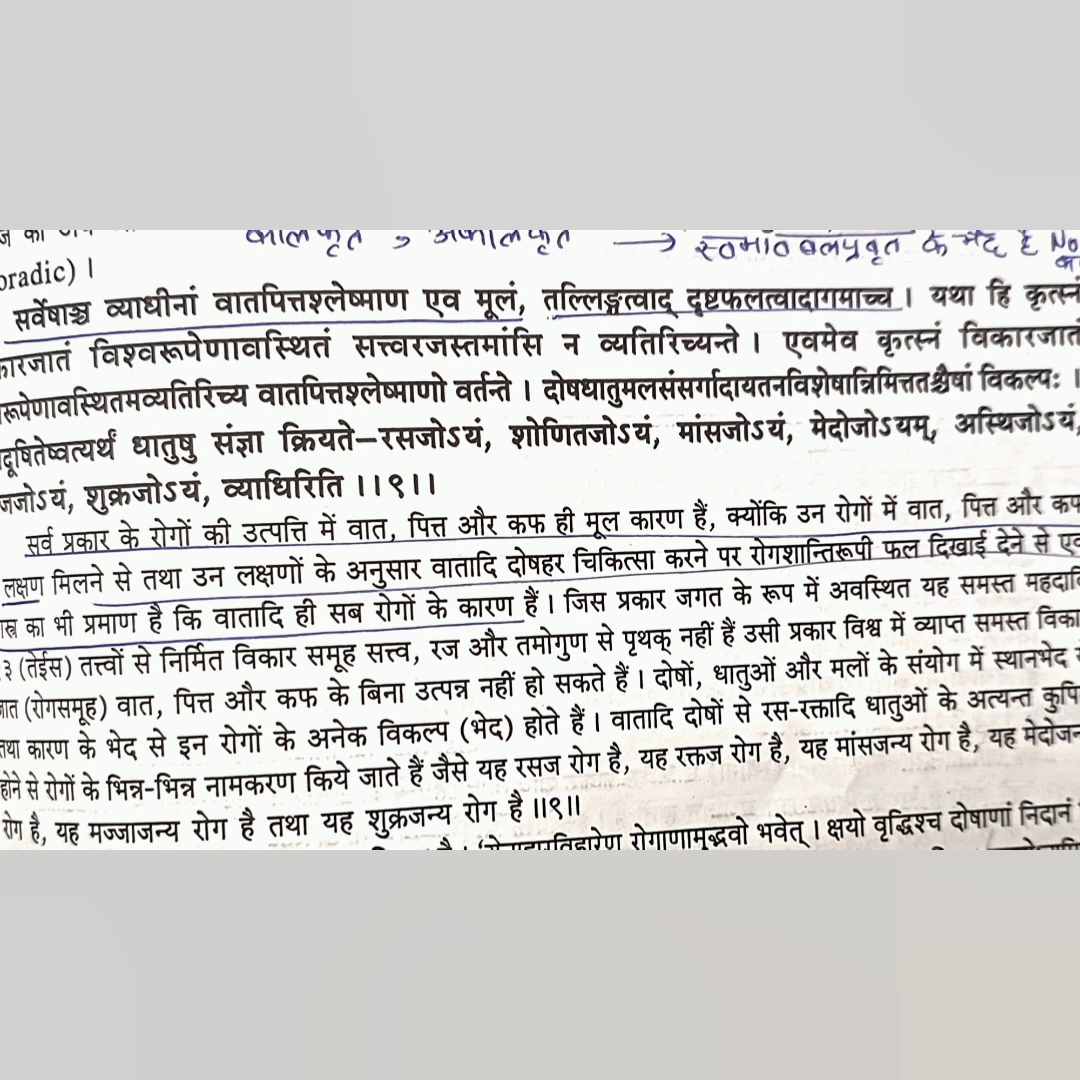 कालकृत , अकालकृत → स्वभावबलप्रवृत के भेद है No
oradic) ।
सर्वेषाञ्च व्याधीनां वातपित्तश्लेष्माण एव मूलं, तल्लिङ्गत्वाद् दृष्टफलत्वादागमाच्च । यथा हि कृत्स्नं
कारजातं विश्वरूपेणावस्थितं सत्त्वरजस्तमांसि न व्यतिरिच्यन्ते । एवमेव कृत्स्नं विकारजातं
रूपेणावस्थितमव्यतिरिच्य वातपित्तश्लेष्माणो वर्तन्ते । दोषधातुमलसंसर्गादायतनविशेषान्निमित्ततश्चैषां विकल्पः ।
दूषितेष्वत्यर्थं धातुषु संज्ञा क्रियते–रसजोऽयं, शोणितजोऽयं, मांसजोऽयं, मेदोजोऽयम्, अस्थिजोऽयं,
जजोऽयं, शुक्रजोऽयं, व्याधिरिति ।।९।।
सर्व प्रकार के रोगों की उत्पत्ति में वात, पित्त और कफ ही मूल कारण हैं, क्योंकि उन रोगों में वात, पित्त और कफ
लक्षण मिलने से तथा उन लक्षणों के अनुसार वातादि दोषहर चिकित्सा करने पर रोगशान्तिरूपी फल दिखाई देने से एवं
स्त्र का भी प्रमाण है कि वातादि ही सब रोगों के कारण हैं । जिस प्रकार जगत के रूप में अवस्थित यह समस्त महदादि
३ (तेईस) तत्त्वों से निर्मित विकार समूह सत्त्व, रज और तमोगुण से पृथक् नहीं हैं उसी प्रकार विश्व में व्याप्त समस्त विका
जात (रोगसमूह) वात, पित्त और कफ के बिना उत्पन्न नहीं हो सकते हैं । दोषों, धातुओं और मलों के संयोग में स्थानभेद
तथा कारण के भेद से इन रोगों के अनेक विकल्प (भेद) होते हैं । वातादि दोषों से रस-रक्तादि धातुओं के अत्यन्त कुपि
होने से रोगों के भिन्न-भिन्न नामकरण किये जाते हैं जैसे यह रसज रोग है, यह रक्तज रोग है, यह मांसजन्य रोग है, यह मेदोजन
रोग है, यह मज्जाजन्य रोग है तथा यह शुक्रजन्य रोग है ।।९।।
रोगाणामुद्भवो भवेत् । क्षयो वृद्धिश्च दोषाणां निदानं